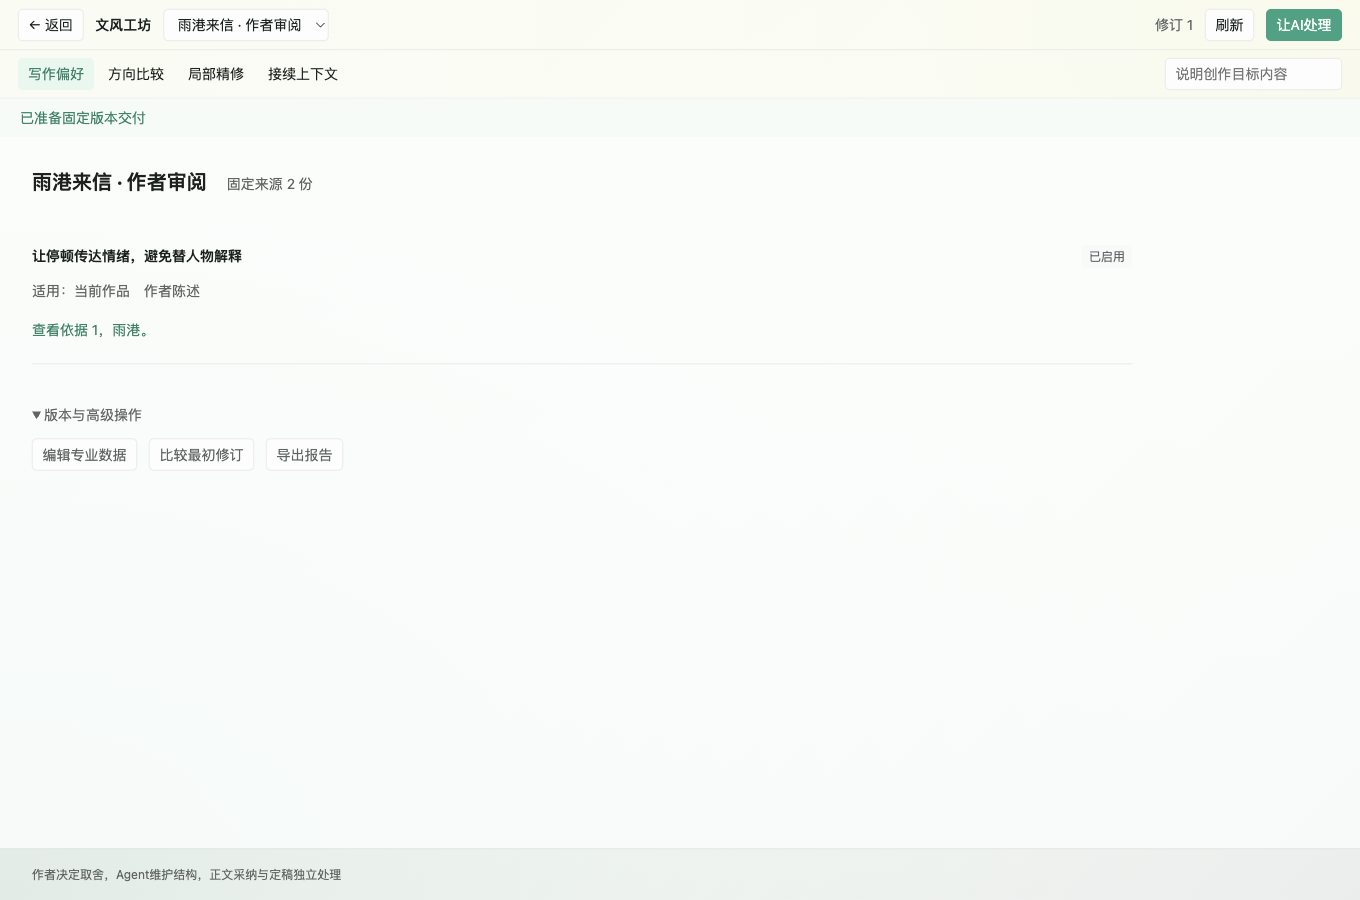 ← 返回 文风工坊 雨港来信 · 作者审阅 修订 1 刷新 让AI处理
写作偏好 方向比较 局部精修 接续上下文 说明创作目标内容
已准备固定版本交付
雨港来信 · 作者审阅 固定来源 2 份
让停顿传达情绪，避免替人物解释 已启用
适用：当前作品 作者陈述
查看依据 1，雨港。
▼版本与高级操作
编辑专业数据 比较最初修订 导出报告
作者决定取舍，Agent维护结构，正文采纳与定稿独立处理